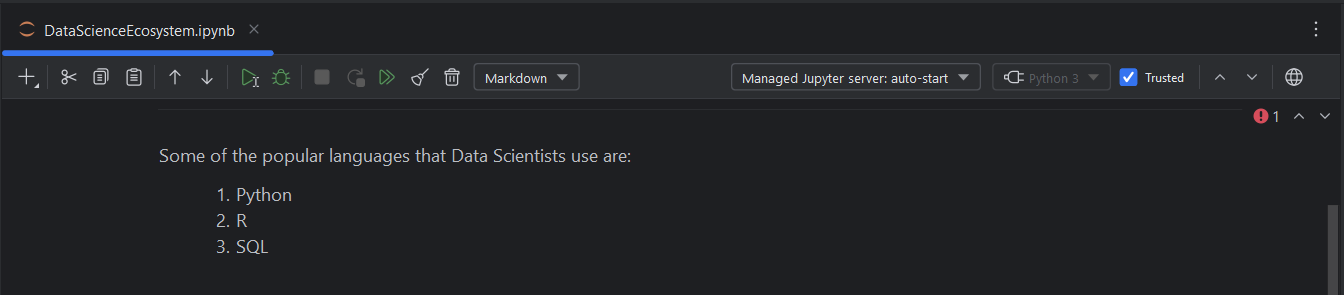 DataScienceEcosystem.ipynb
Markdown
Managed Jupyter server: auto-start
Python 3
Trusted
1
Some of the popular languages that Data Scientists use are:
1. Python
2. R
3. SQL